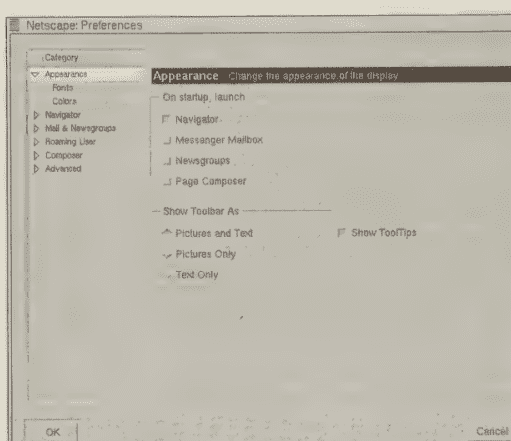 Netscape: Preferences
Category
Appearance
Fonts
Colors
Navigator
Mail & Newsgroups
Roaming User
Composer
Advanced
Appearance Change the appearance of the display
On startup, launch
Navigator
Messenger Mailbox
Newsgroups
Page Composer
Show Toolbar As
Pictures and Text
Show ToolTips
Pictures Only
Text Only
OK
Cancel